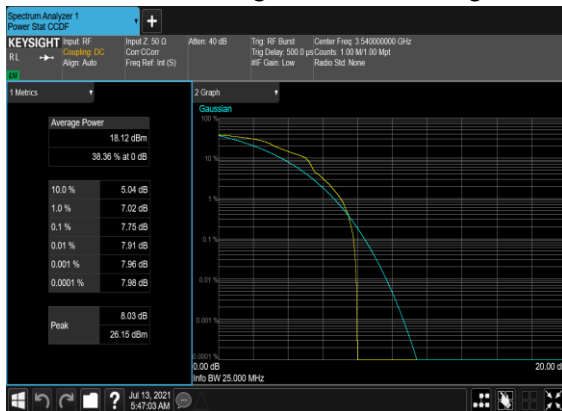 Spectrum Analyzer 1
Power Stat CCDF
+
KEYSIGHT Input: RF Input Z: 50 Ω Atten: 40 dB Trig: RF Burst Center Freq: 3.540000000 GHz
RL Coupling: DC Corr CCorr Trig Delay: 500.0 µs Counts: 1.00 M/1.00 Mpt
Align: Auto Freq Ref: Int (S) #IF Gain: Low Radio Std: None
LXI
1 Metrics
2 Graph
Average Power
18.12 dBm
38.36 % at 0 dB
10.0 % 5.04 dB
1.0 % 7.02 dB
0.1 % 7.75 dB
0.01 % 7.91 dB
0.001 % 7.96 dB
0.0001 % 7.98 dB
Peak 8.03 dB
26.15 dBm
Gaussian
100 %
10 %
1 %
0.1 %
0.01 %
0.001 %
0.0001 %
0.00 dB 20.00 d
Info BW 25.000 MHz
?
Jul 13, 2021
5:47:03 AM